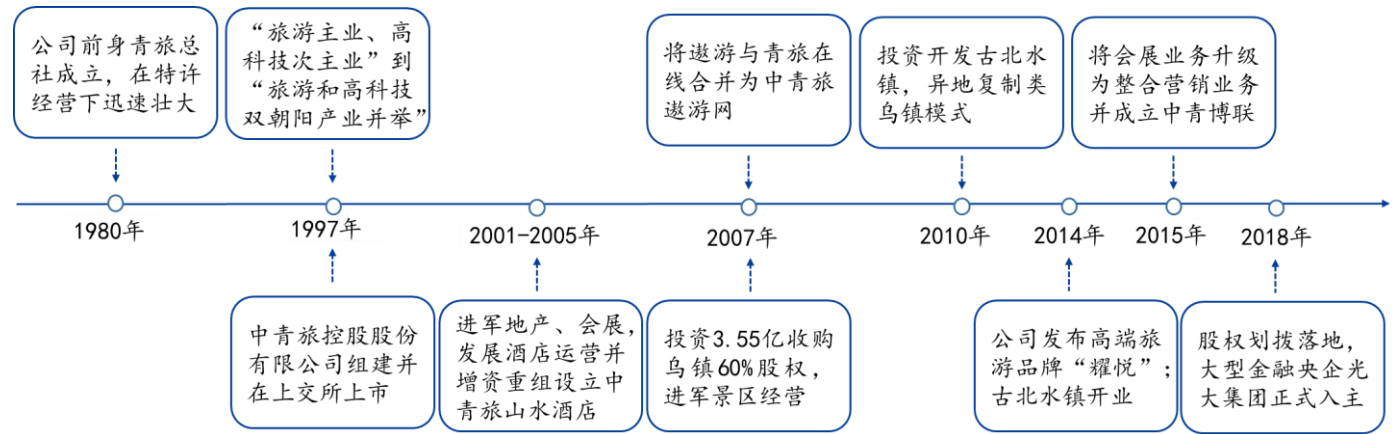 公司前身青旅总
社成立，在特许
经营下迅速壮大
“旅游主业、高
科技次主业”到
“旅游和高科技
双朝阳产业并举”
将遨游与青旅在
线合并为中青旅
遨游网
投资开发古北水
镇，异地复制类
乌镇模式
将会展业务升级
为整合营销业务
并成立中青博联
1980年
1997年
2001-2005年
2007年
2010年
2014年
2015年
2018年
中青旅控股股份
有限公司组建并
在上交所上市
进军地产、会展，
发展酒店运营并
增资重组设立中
青旅山水酒店
投资3.55亿收购
乌镇60%股权，
进军景区经营
公司发布高端旅
游品牌“耀悦”；
古北水镇开业
股权划拨落地，
大型金融央企光
大集团正式入主